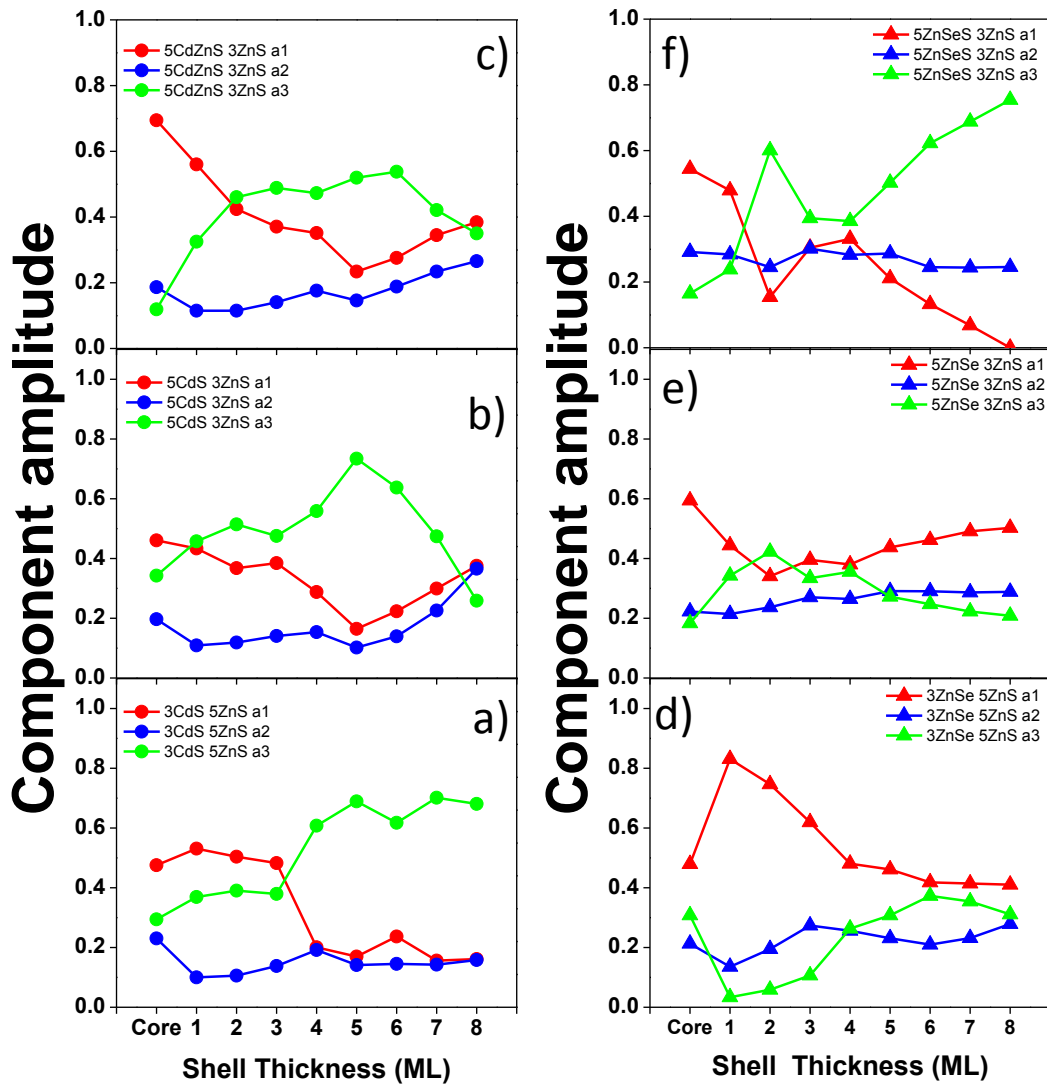 Component amplitude
1.0
0.8
0.6
0.4
0.2
0.0
c)
5CdZnS 3ZnS a1
5CdZnS 3ZnS a2
5CdZnS 3ZnS a3
1.0
0.8
0.6
0.4
0.2
0.0
b)
5CdS 3ZnS a1
5CdS 3ZnS a2
5CdS 3ZnS a3
1.0
0.8
0.6
0.4
0.2
0.0
a)
3CdS 5ZnS a1
3CdS 5ZnS a2
3CdS 5ZnS a3
Core 1 2 3 4 5 6 7 8
Shell Thickness (ML)
Component amplitude
1.0
0.8
0.6
0.4
0.2
0.0
f)
5ZnSeS 3ZnS a1
5ZnSeS 3ZnS a2
5ZnSeS 3ZnS a3
1.0
0.8
0.6
0.4
0.2
0.0
e)
5ZnSe 3ZnS a1
5ZnSe 3ZnS a2
5ZnSe 3ZnS a3
1.0
0.8
0.6
0.4
0.2
0.0
d)
3ZnSe 5ZnS a1
3ZnSe 5ZnS a2
3ZnSe 5ZnS a3
Core 1 2 3 4 5 6 7 8
Shell Thickness (ML)